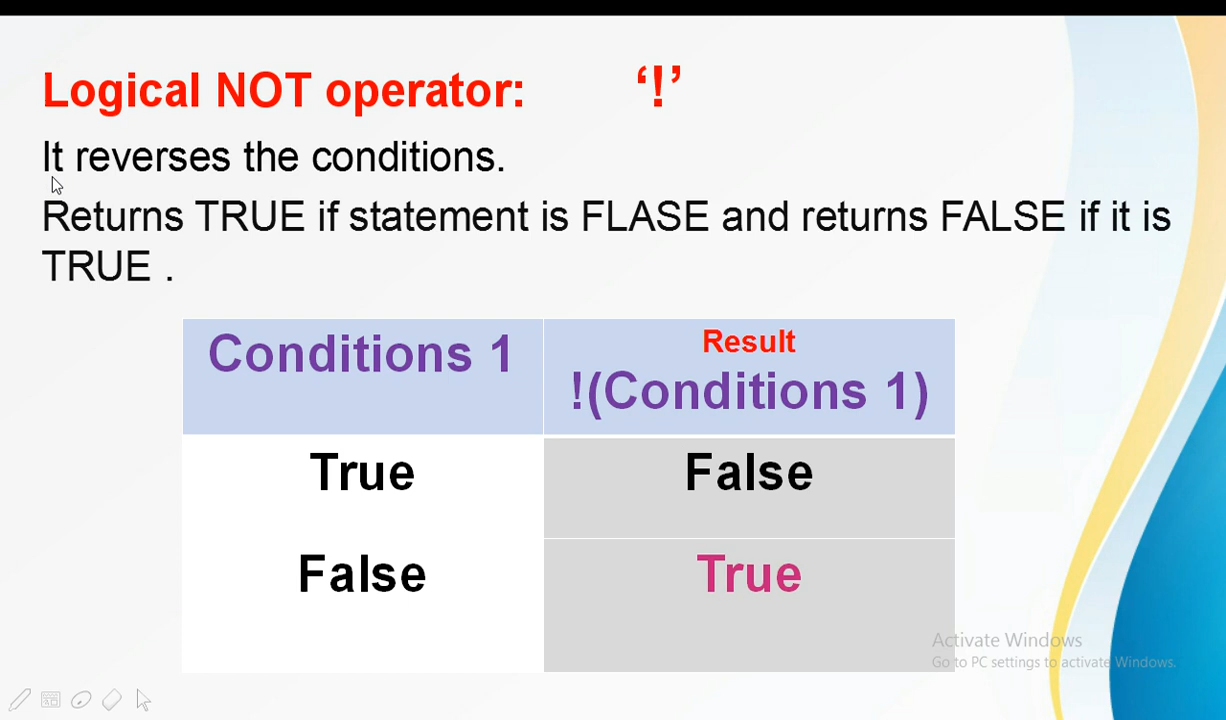 Logical NOT operator: ‘!’
It reverses the conditions.
Returns TRUE if statement is FLASE and returns FALSE if it is
TRUE .
Conditions 1
Result
!(Conditions 1)
True
False
False
True
Activate Windows
Go to PC settings to activate Windows.